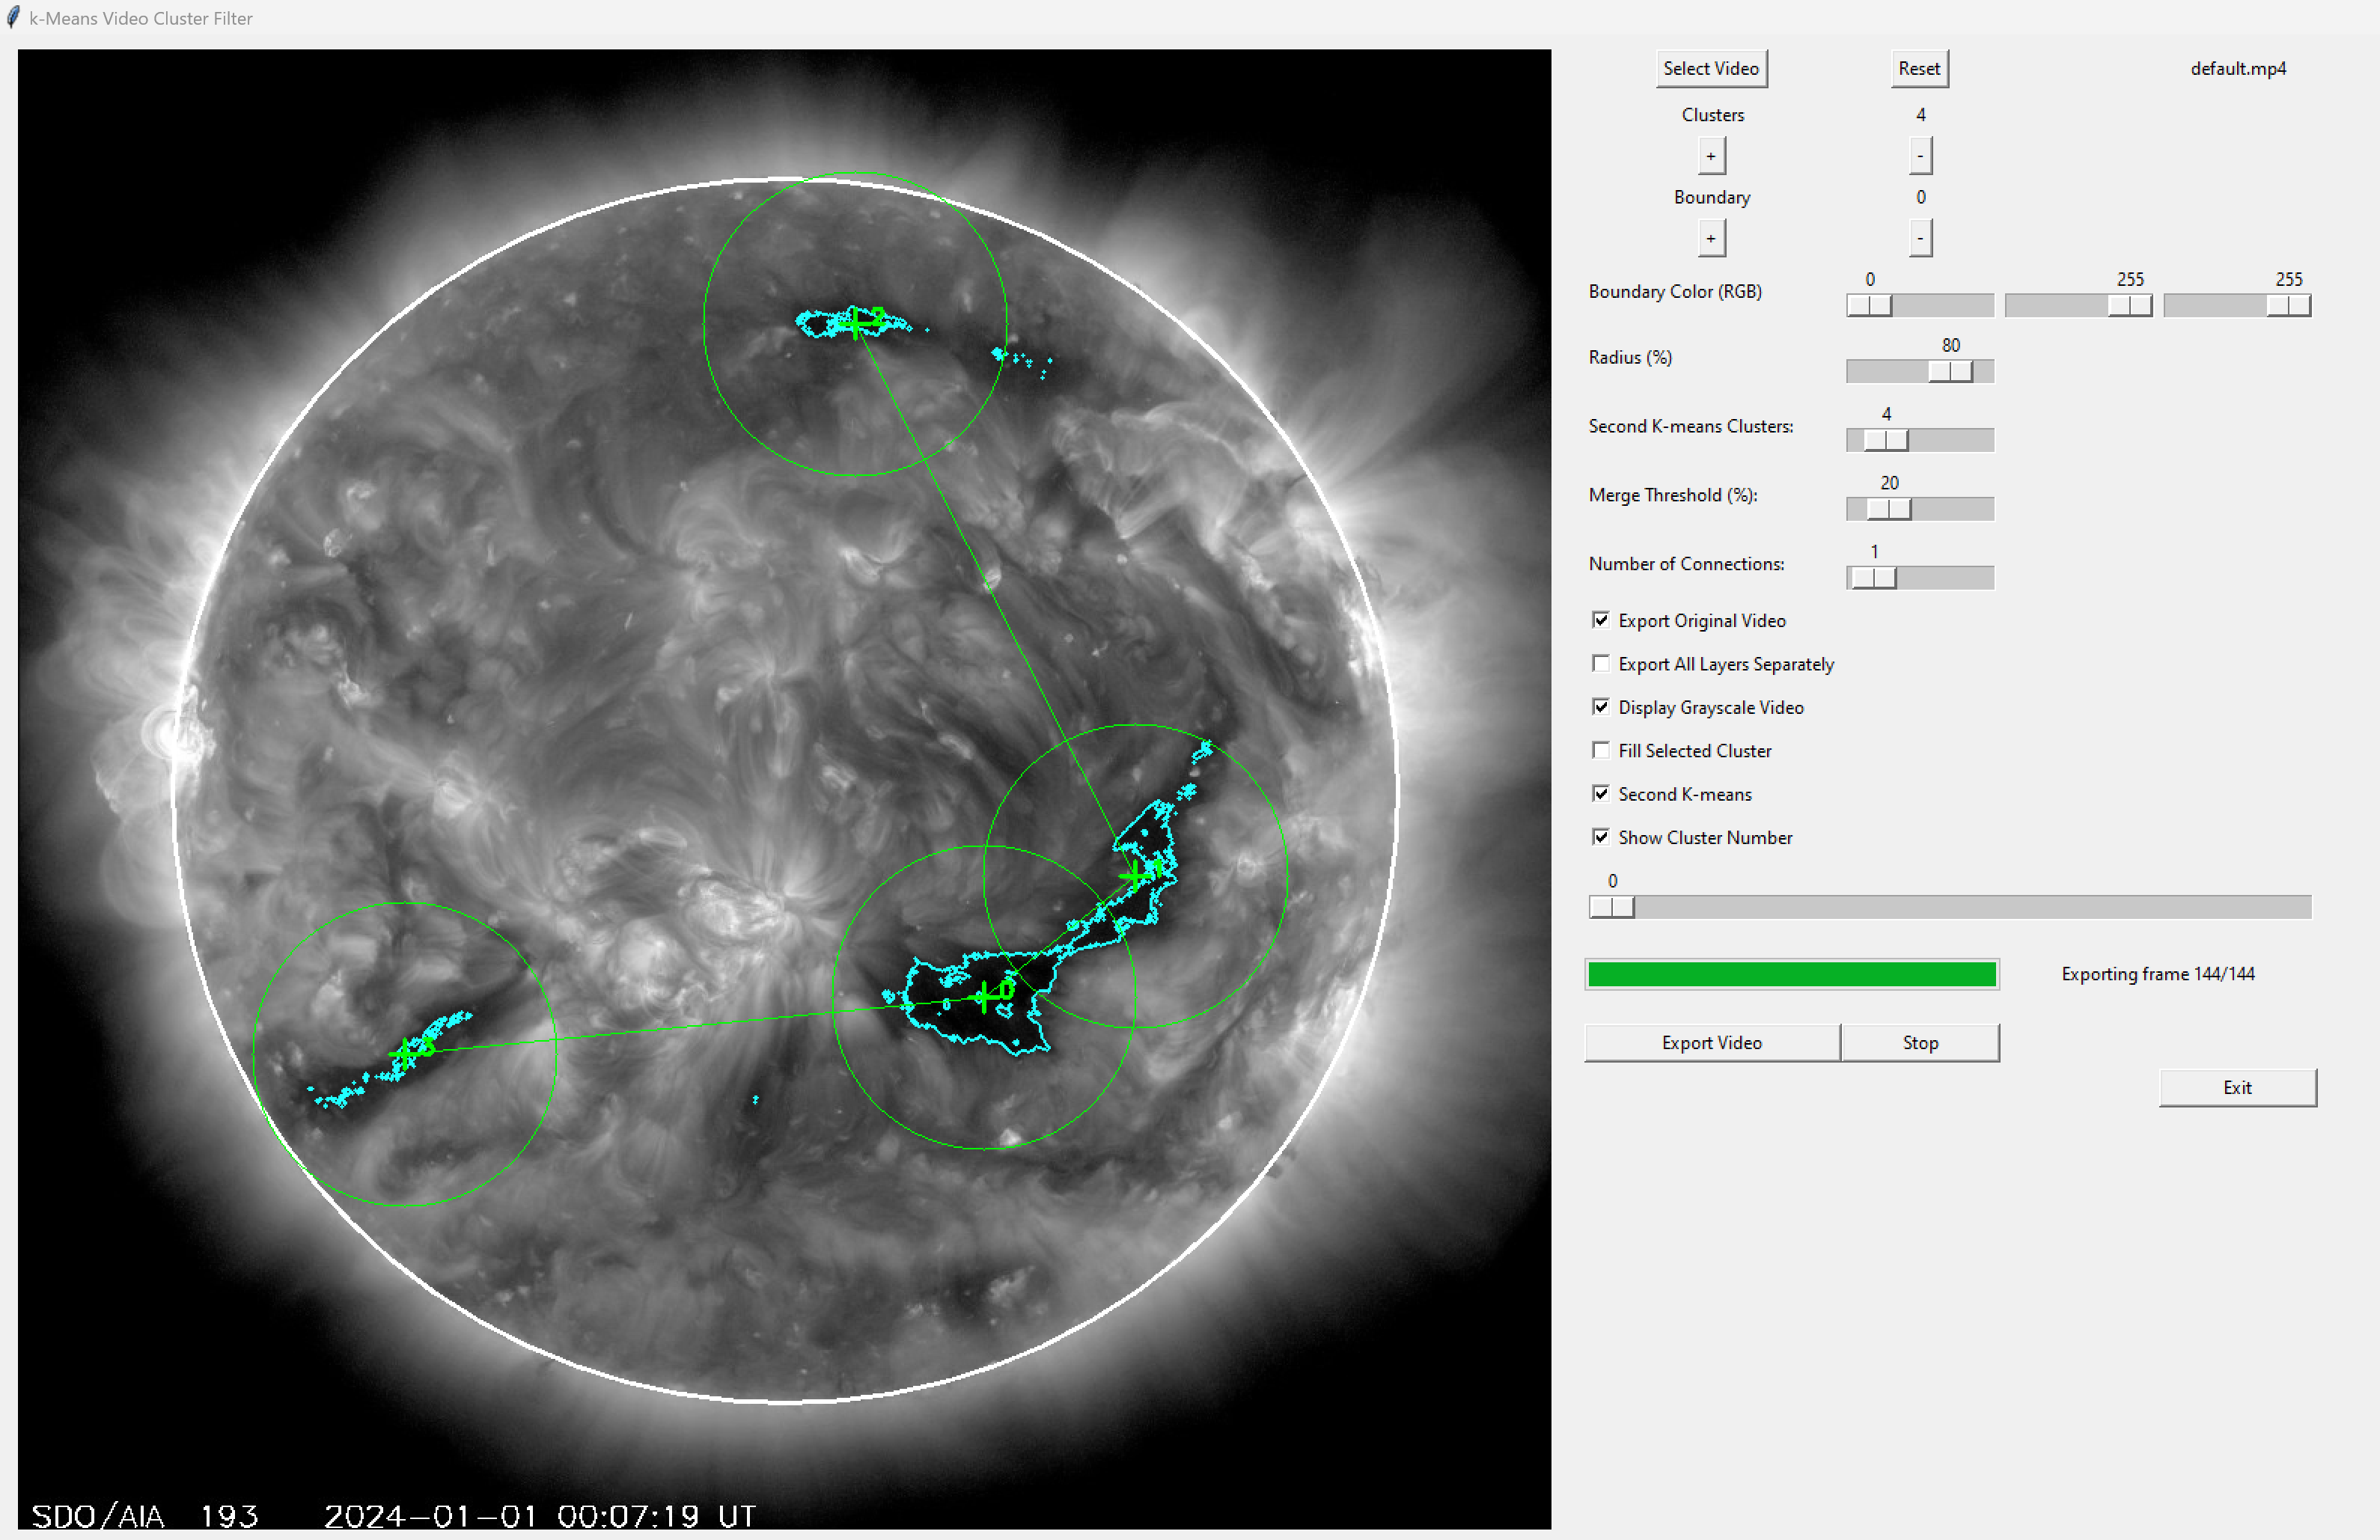 k-Means Video Cluster Filter
Select Video Reset default.mp4
Clusters 4
+ -
Boundary 0
+ -
0 255 255
Boundary Color (RGB)
80
Radius (%)
4
Second K-means Clusters:
20
Merge Threshold (%):
1
Number of Connections:
Export Original Video
Export All Layers Separately
Display Grayscale Video
Fill Selected Cluster
Second K-means
Show Cluster Number
0
Exporting frame 144/144
Export Video Stop
Exit
2
1
0
3
SDO/AIA 193 2024-01-01 00:07:19 UT